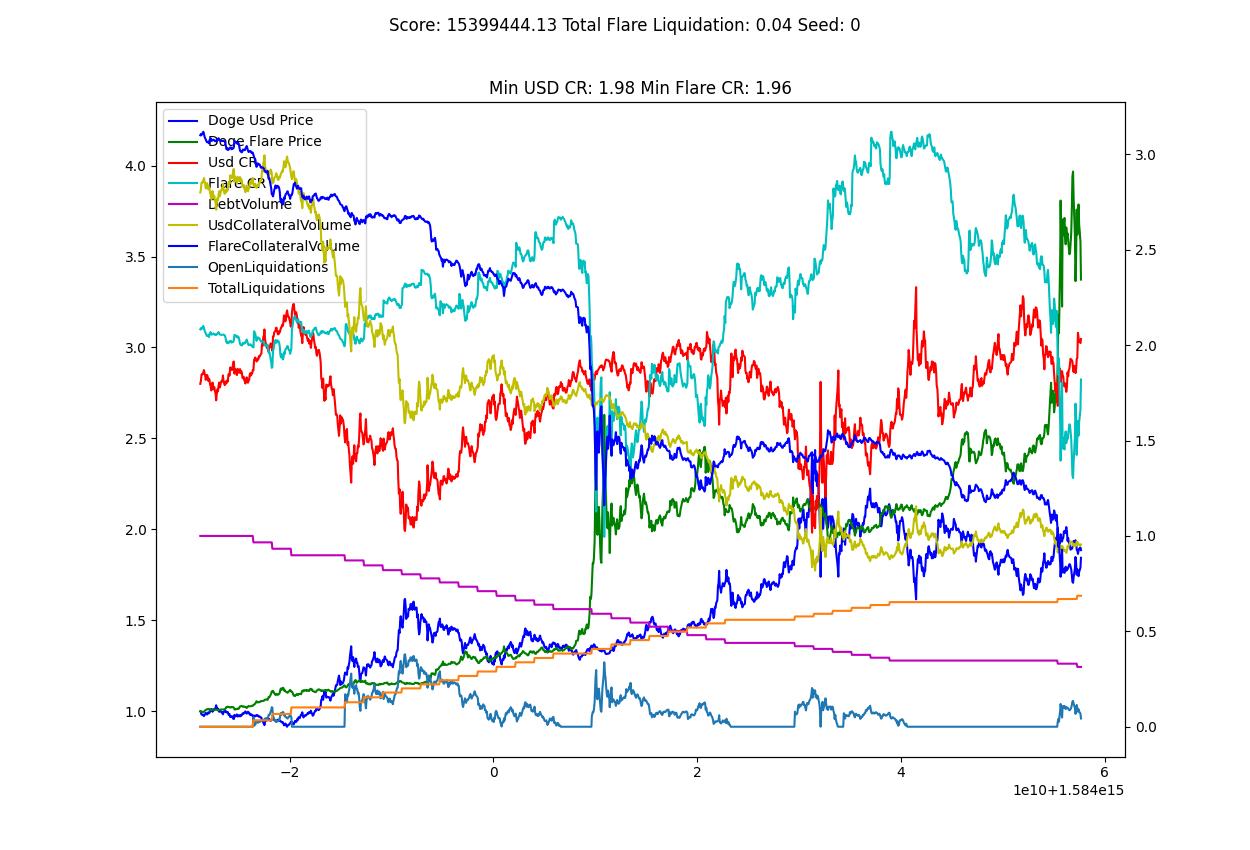 Score: 15399444.13 Total Flare Liquidation: 0.04 Seed: 0
Min USD CR: 1.98 Min Flare CR: 1.96
Doge Usd Price
Doge Flare Price
Usd CR
Flare CR
DebtVolume
UsdCollateralVolume
FlareCollateralVolume
OpenLiquidations
TotalLiquidations
4.0
3.5
3.0
2.5
2.0
1.5
1.0
3.0
2.5
2.0
1.5
1.0
0.5
0.0
−2 0 2 4 6
1e10+1.584e15